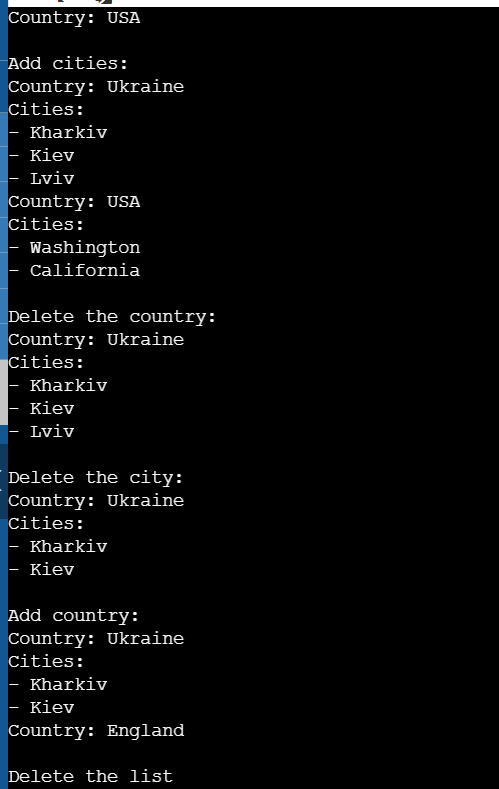 Country: USA
Add cities:
Country: Ukraine
Cities:
- Kharkiv
- Kiev
- Lviv
Country: USA
Cities:
- Washington
- California
Delete the country:
Country: Ukraine
Cities:
- Kharkiv
- Kiev
- Lviv
Delete the city:
Country: Ukraine
Cities:
- Kharkiv
- Kiev
Add country:
Country: Ukraine
Cities:
- Kharkiv
- Kiev
Country: England
Delete the list